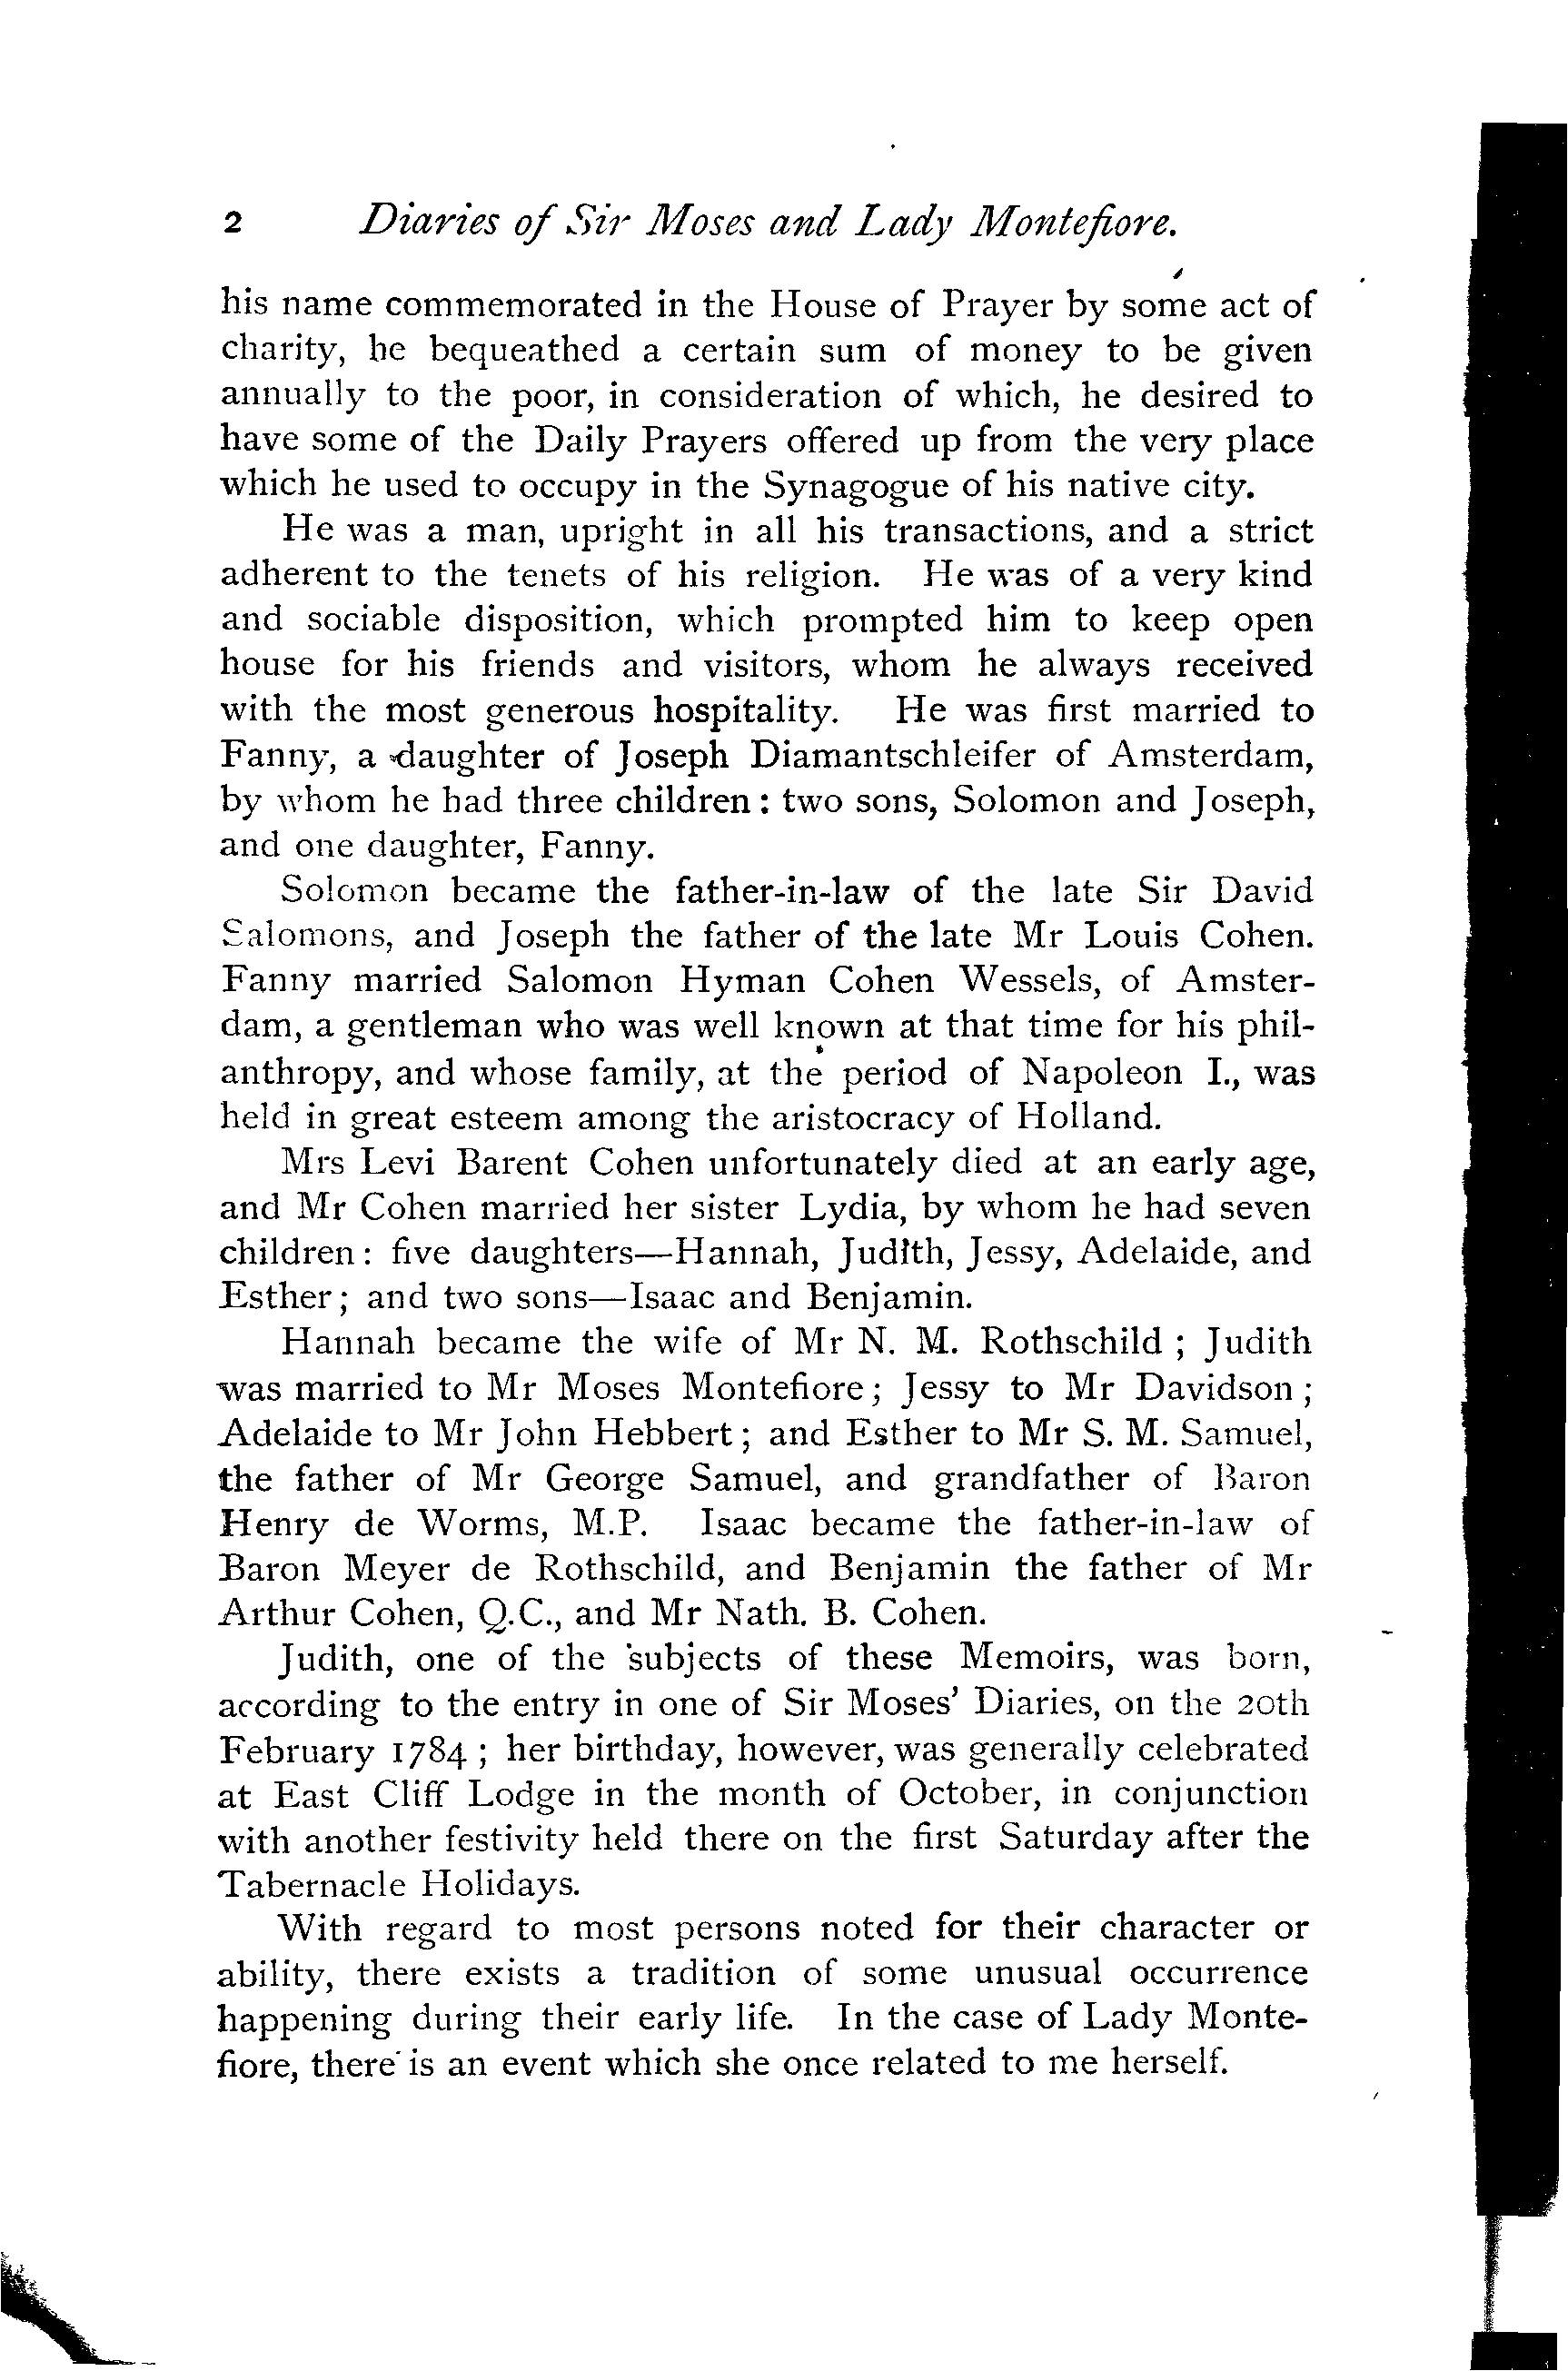 2 Diaries of Sir Moses and Lady Montefiore.
his name commemorated in the House of Prayer by some act of
charity, he bequeathed a certain sum of money to be given
annually to the poor, in consideration of which, he desired to
have some of the Daily Prayers offered up from the very place
which he used to occupy in the Synagogue of his native city.
He was a man, upright in all his transactions, and a strict
adherent to the tenets of his religion. He was of a very kind
and sociable disposition, which prompted him to keep open
house for his friends and visitors, whom he always received
with the most generous hospitality. He was first married to
Fanny, a daughter of Joseph Diamantschleifer of Amsterdam,
by whom he had three children: two sons, Solomon and Joseph,
and one daughter, Fanny.
Solomon became the father-in-law of the late Sir David
Salomons, and Joseph the father of the late Mr Louis Cohen.
Fanny married Salomon Hyman Cohen Wessels, of Amster-
dam, a gentleman who was well known at that time for his phil-
anthropy, and whose family, at the period of Napoleon I., was
held in great esteem among the aristocracy of Holland.
Mrs Levi Barent Cohen unfortunately died at an early age,
and Mr Cohen married her sister Lydia, by whom he had seven
children: five daughters—Hannah, Judith, Jessy, Adelaide, and
Esther; and two sons—Isaac and Benjamin.
Hannah became the wife of Mr N. M. Rothschild; Judith
was married to Mr Moses Montefiore; Jessy to Mr Davidson;
Adelaide to Mr John Hebbert; and Esther to Mr S. M. Samuel,
the father of Mr George Samuel, and grandfather of Baron
Henry de Worms, M.P. Isaac became the father-in-law of
Baron Meyer de Rothschild, and Benjamin the father of Mr
Arthur Cohen, Q.C., and Mr Nath. B. Cohen.
Judith, one of the subjects of these Memoirs, was born,
according to the entry in one of Sir Moses' Diaries, on the 20th
February 1784; her birthday, however, was generally celebrated
at East Cliff Lodge in the month of October, in conjunction
with another festivity held there on the first Saturday after the
Tabernacle Holidays.
With regard to most persons noted for their character or
ability, there exists a tradition of some unusual occurrence
happening during their early life. In the case of Lady Monte-
fiore, there is an event which she once related to me herself.